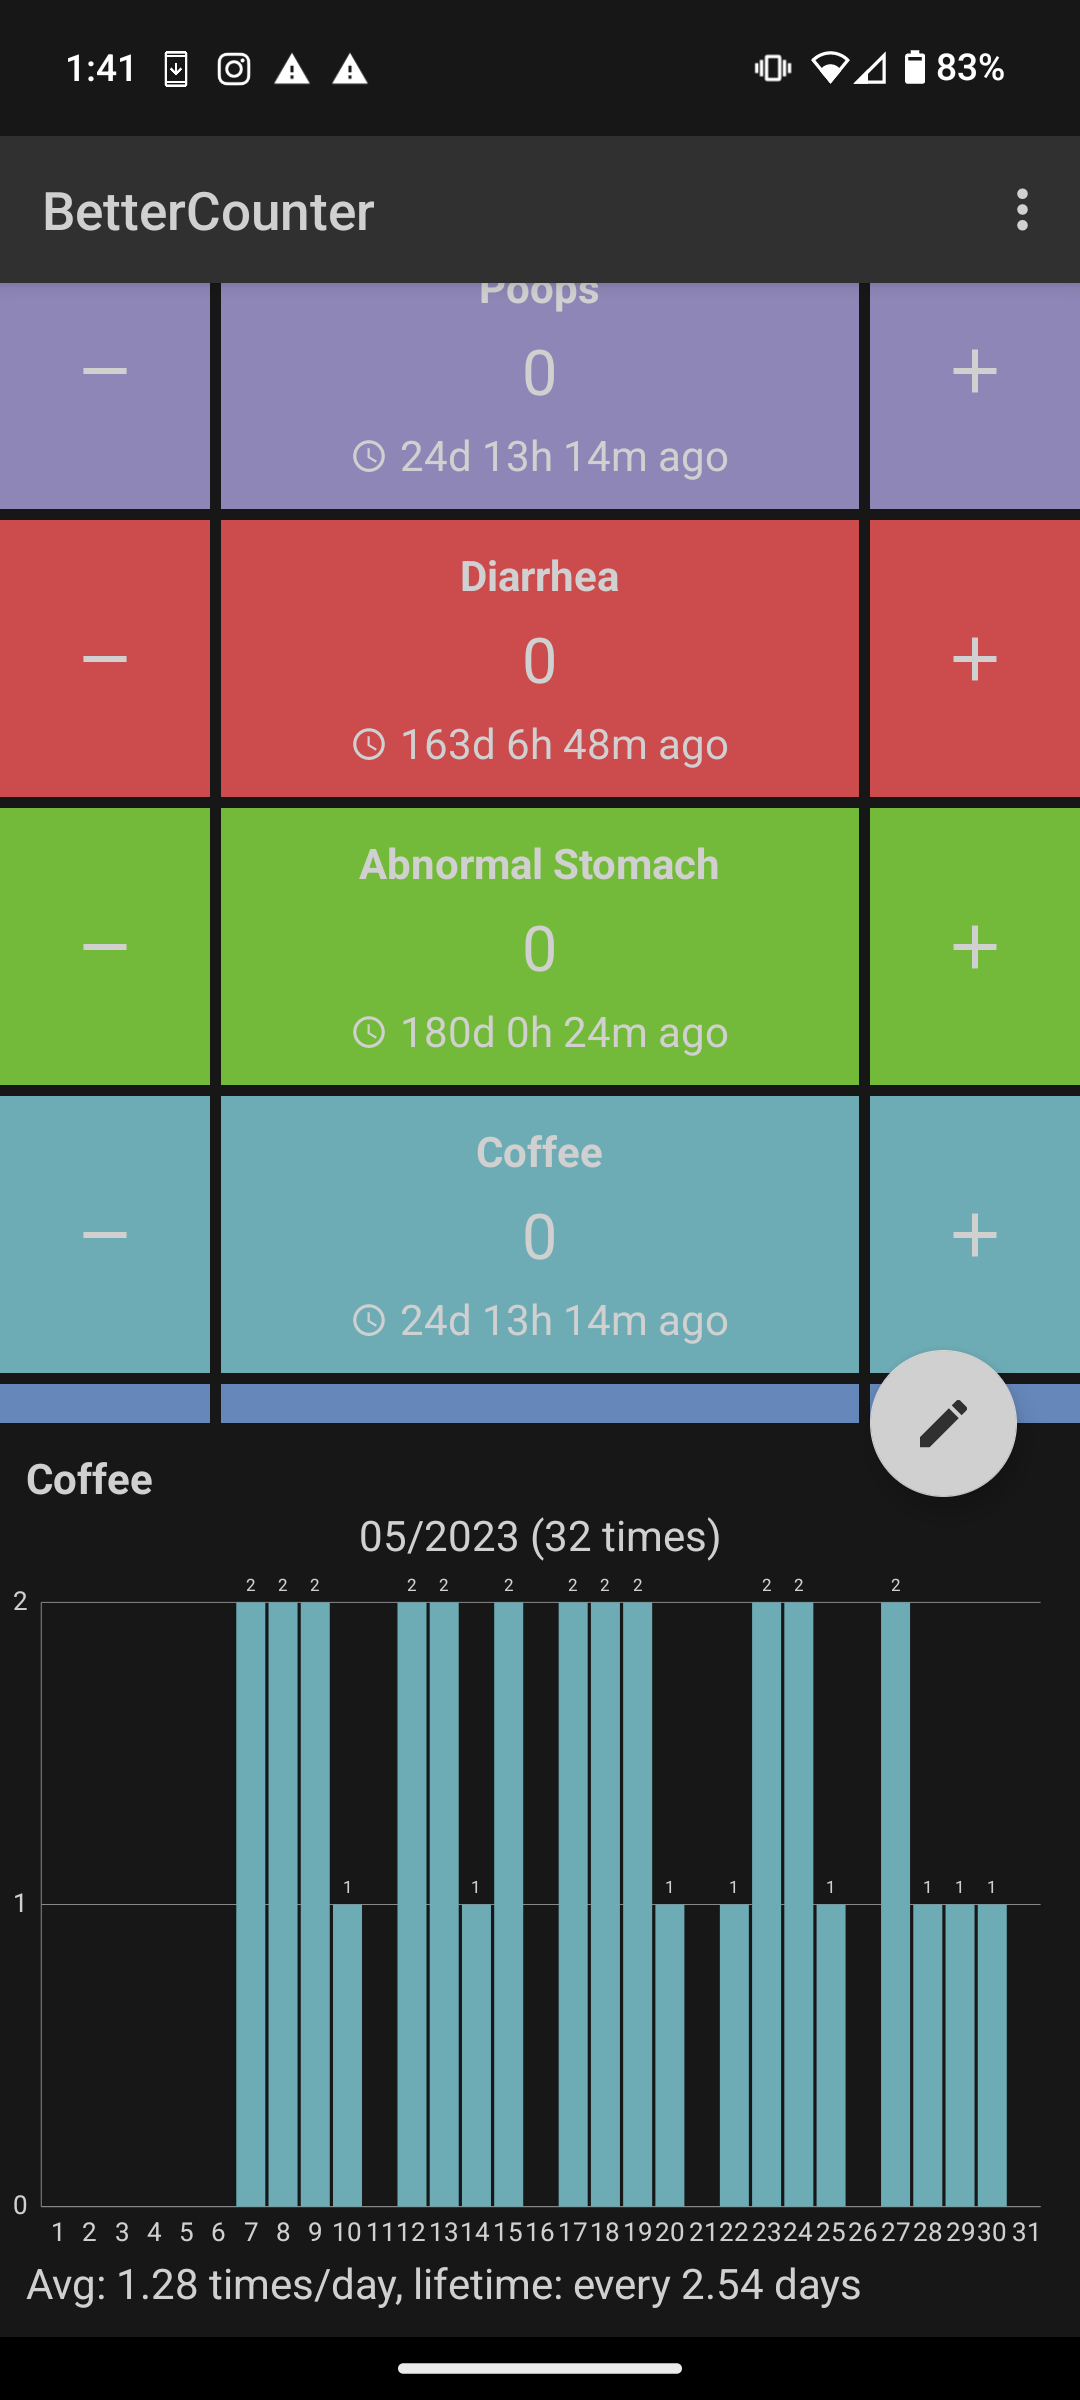 1:41 83%
BetterCounter
Poops
0
24d 13h 14m ago
Diarrhea
0
163d 6h 48m ago
Abnormal Stomach
0
180d 0h 24m ago
Coffee
0
24d 13h 14m ago
Coffee
05/2023 (32 times)
2 2 2 2 2 2 2 2 2 2 2 2
2
1 1 1 1 1 1 1 1
1
0
1 2 3 4 5 6 7 8 9 10 11 12 13 14 15 16 17 18 19 20 21 22 23 24 25 26 27 28 29 30 31
Avg: 1.28 times/day, lifetime: every 2.54 days